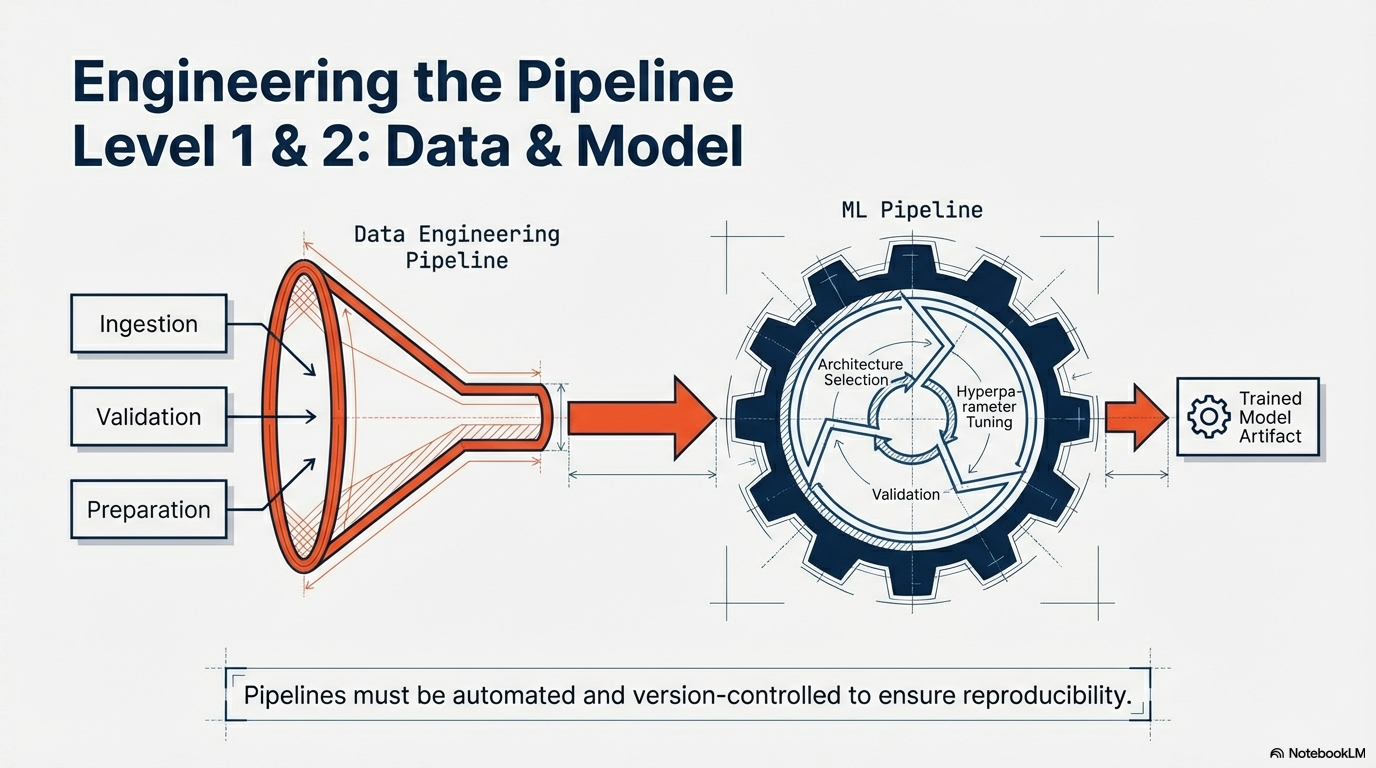 Engineering the Pipeline
Level 1 & 2: Data & Model
Data Engineering
Pipeline
Ingestion
Validation
Preparation
ML Pipeline
Architecture
Selection
Hyperpa-
rameter
Tuning
Validation
Trained
Model
Artifact
Pipelines must be automated and version-controlled to ensure reproducibility.
NotebookLM